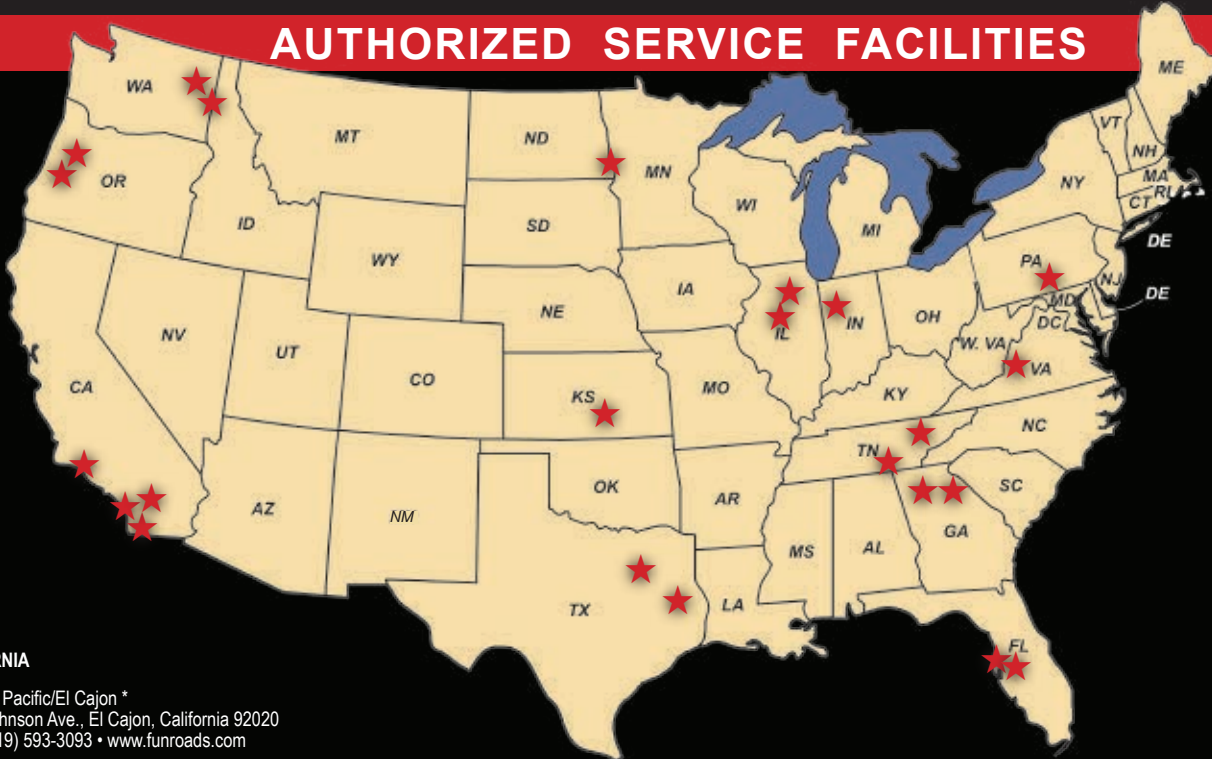 AUTHORIZED SERVICE FACILITIES
WA
MT
ND
MN
ME
VT
NH
OR
ID
SD
WI
MI
NY
MA
RI
CT
WY
DE
IA
PA
NJ
DE
NE
MD
NV
UT
IL
IN
OH
DC
W. VA
VA
CO
CA
KS
MO
KY
NC
TN
AZ
NM
OK
AR
SC
MS
AL
GA
TX
LA
FL
RNIA
Pacific/El Cajon *
hnson Ave., El Cajon, California 92020
19) 593-3093 • www.funroads.com